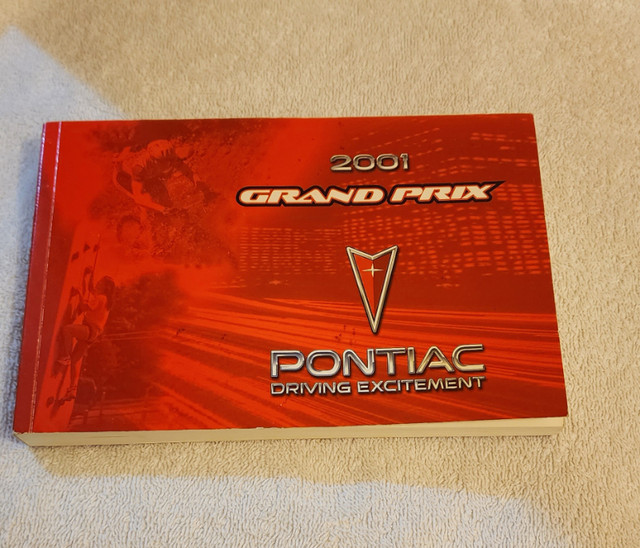 2001
GRAND PRIX
PONTIAC
DRIVING EXCITEMENT